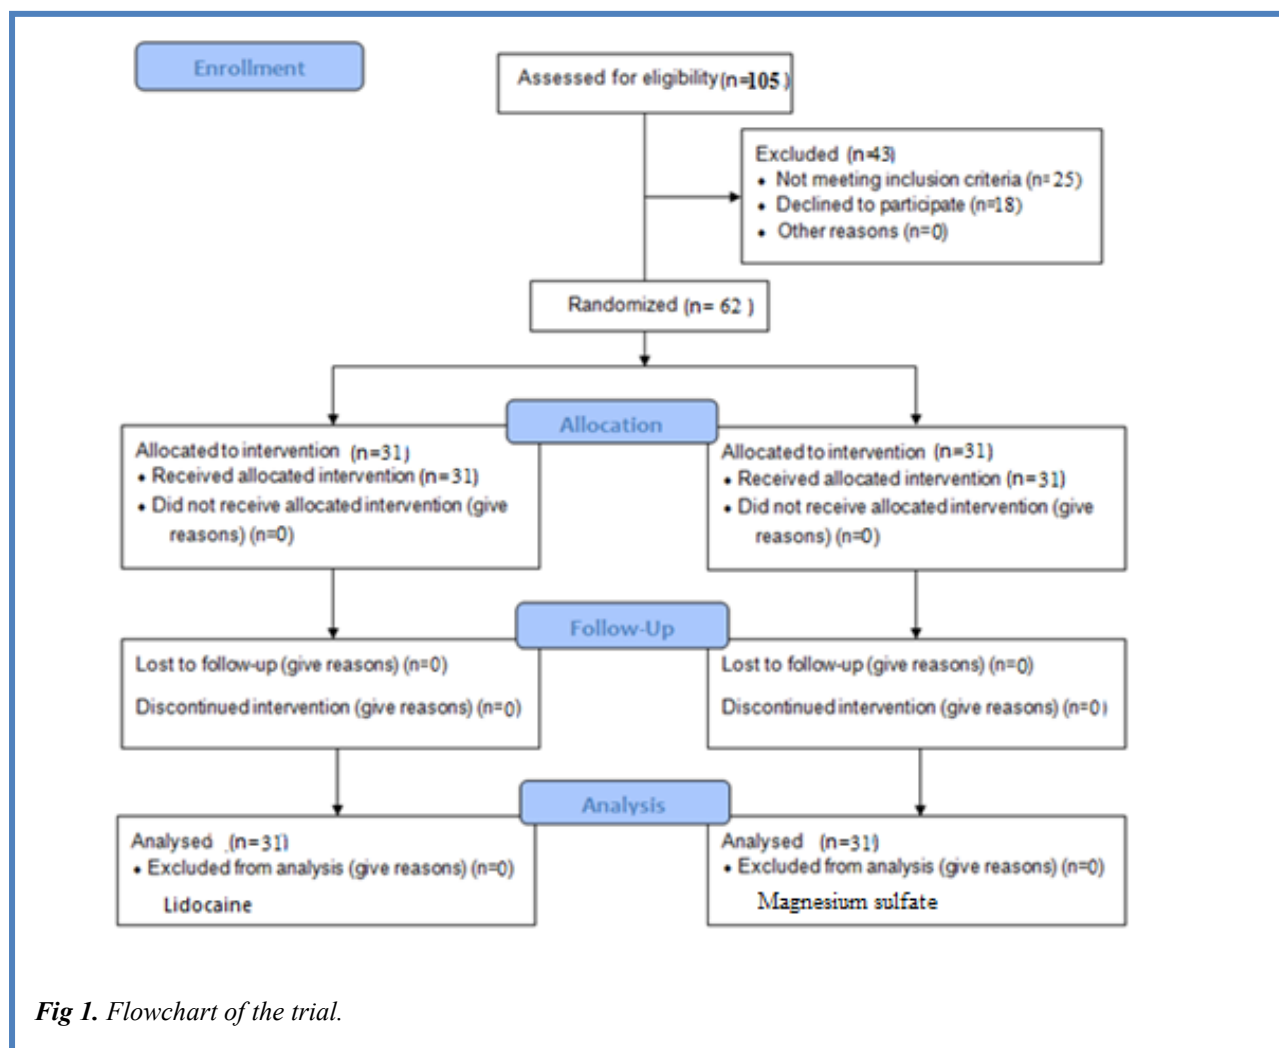 Enrollment
Assessed for eligibility (n=105 )
Excluded (n=43)
• Not meeting inclusion criteria (n=25)
• Declined to participate (n=18)
• Other reasons (n=0)
Randomized (n= 62 )
Allocation
Allocated to intervention (n=31)
• Received allocated intervention (n=31)
• Did not receive allocated intervention (give
reasons) (n=0)
Allocated to intervention (n=31)
• Received allocated intervention (n=31)
• Did not receive allocated intervention (give
reasons) (n=0)
Follow-Up
Lost to follow-up (give reasons) (n=0)
Discontinued intervention (give reasons) (n=0)
Lost to follow-up (give reasons) (n=0)
Discontinued intervention (give reasons) (n=0)
Analysis
Analysed (n=31)
• Excluded from analysis (give reasons) (n=0)
Lidocaine
Analysed (n=31)
• Excluded from analysis (give reasons) (n=0)
Magnesium sulfate
Fig 1. Flowchart of the trial.